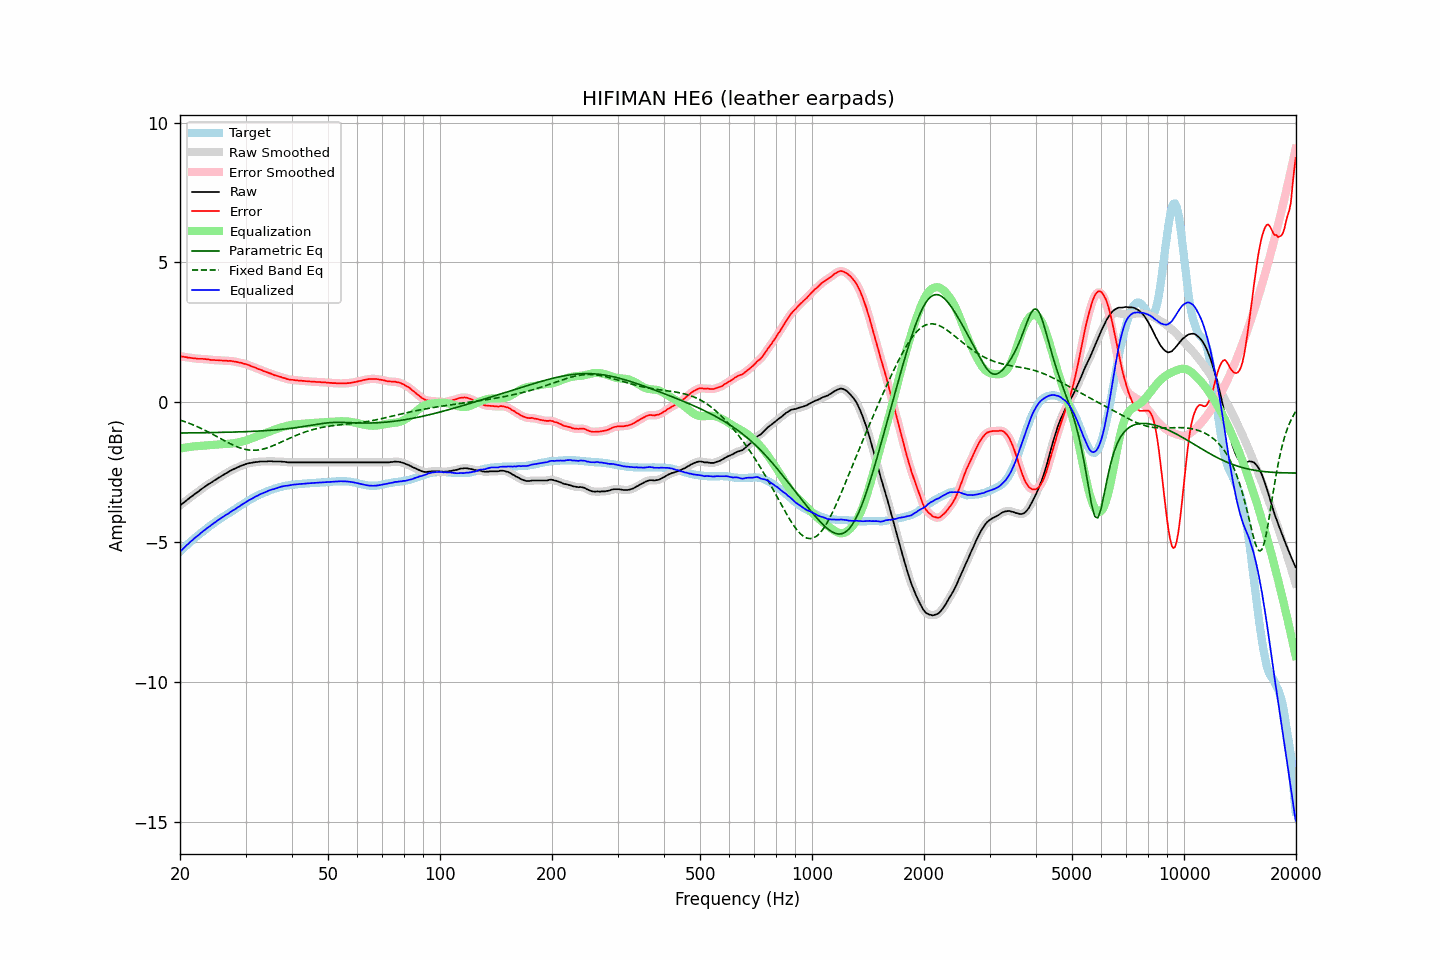 HIFIMAN HE6 (leather earpads)
Target
Raw Smoothed
Error Smoothed
Raw
Error
Equalization
Parametric Eq
Fixed Band Eq
Equalized
Amplitude (dBr)
10
5
0
−5
−10
−15
20 50 100 200 500 1000 2000 5000 10000 20000
Frequency (Hz)